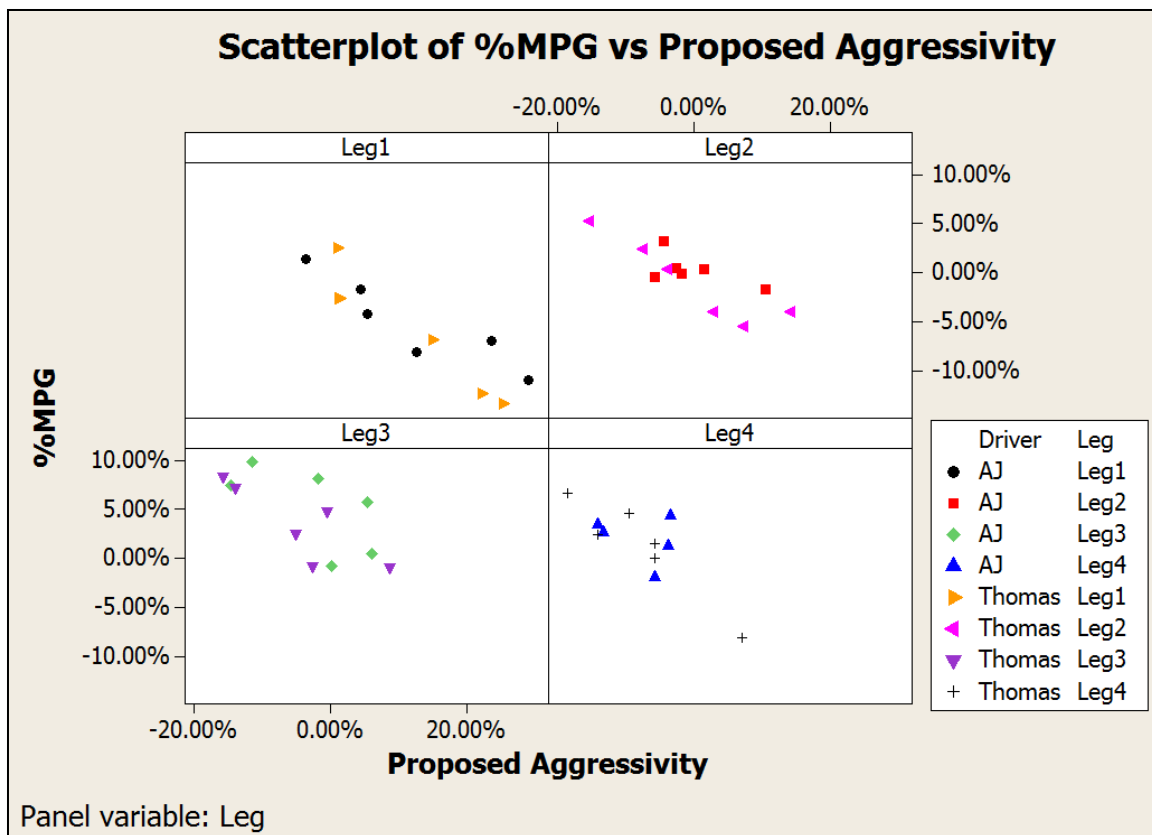 Scatterplot of %MPG vs Proposed Aggressivity
-20.00% 0.00% 20.00%
Leg1 Leg2
10.00%
5.00%
0.00%
-5.00%
-10.00%
%MPG
Leg3 Leg4
10.00%
5.00%
0.00%
-5.00%
-10.00%
-20.00% 0.00% 20.00%
Proposed Aggressivity
Driver Leg
AJ Leg1
AJ Leg2
AJ Leg3
AJ Leg4
Thomas Leg1
Thomas Leg2
Thomas Leg3
Thomas Leg4
Panel variable: Leg